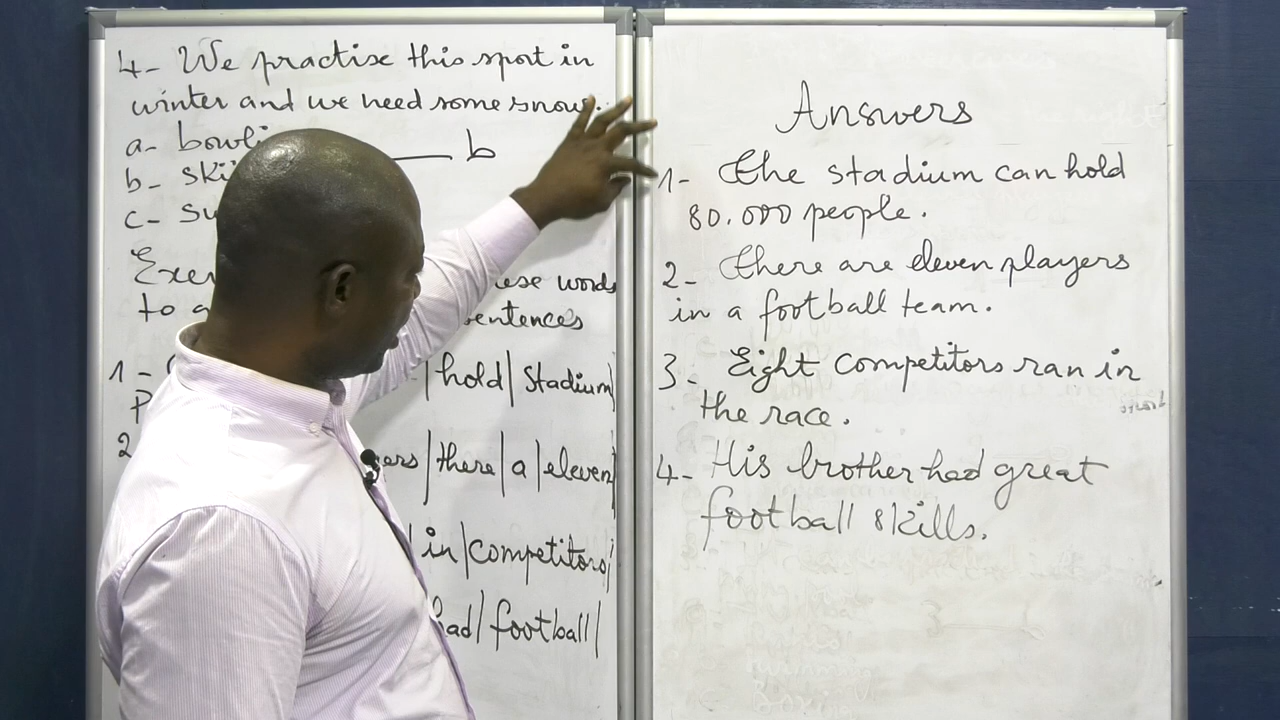 4- We practise this sport in
winter and we need some snow.
a- bowli
b
b- ski
c- su
Exer
ese words
to
sentences
1-
| hold | stadium |
P
2
ers | there | a | eleven |
| in | competitors |
had | football |
Answers
1- The stadium can hold
80.000 people.
2- There are eleven players
in a football team.
3- Eight competitors ran in
the race.
4- His brother had great
football skills.